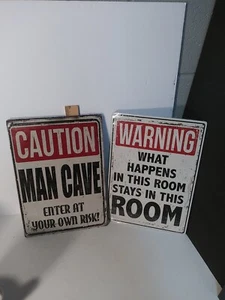 CAUTION
MAN CAVE
ENTER AT
YOUR OWN RISK!
WARNING
WHAT
HAPPENS
IN THIS ROOM
STAYS IN THIS
ROOM